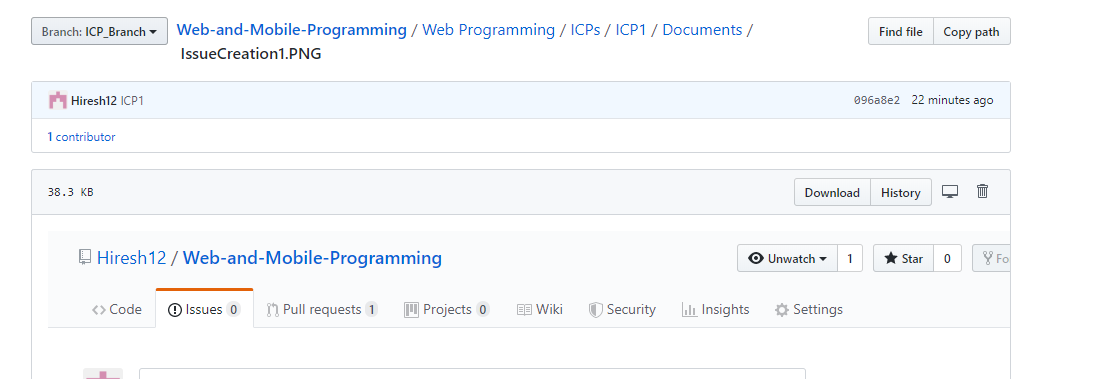 Branch: ICP_Branch Web-and-Mobile-Programming / Web Programming / ICPs / ICP1 / Documents / Find file Copy path
IssueCreation1.PNG
Hiresh12 ICP1 096a8e2 22 minutes ago
1 contributor
38.3 KB Download History
Hiresh12 / Web-and-Mobile-Programming Unwatch 1 Star 0 Fo
Code Issues 0 Pull requests 1 Projects 0 Wiki Security Insights Settings